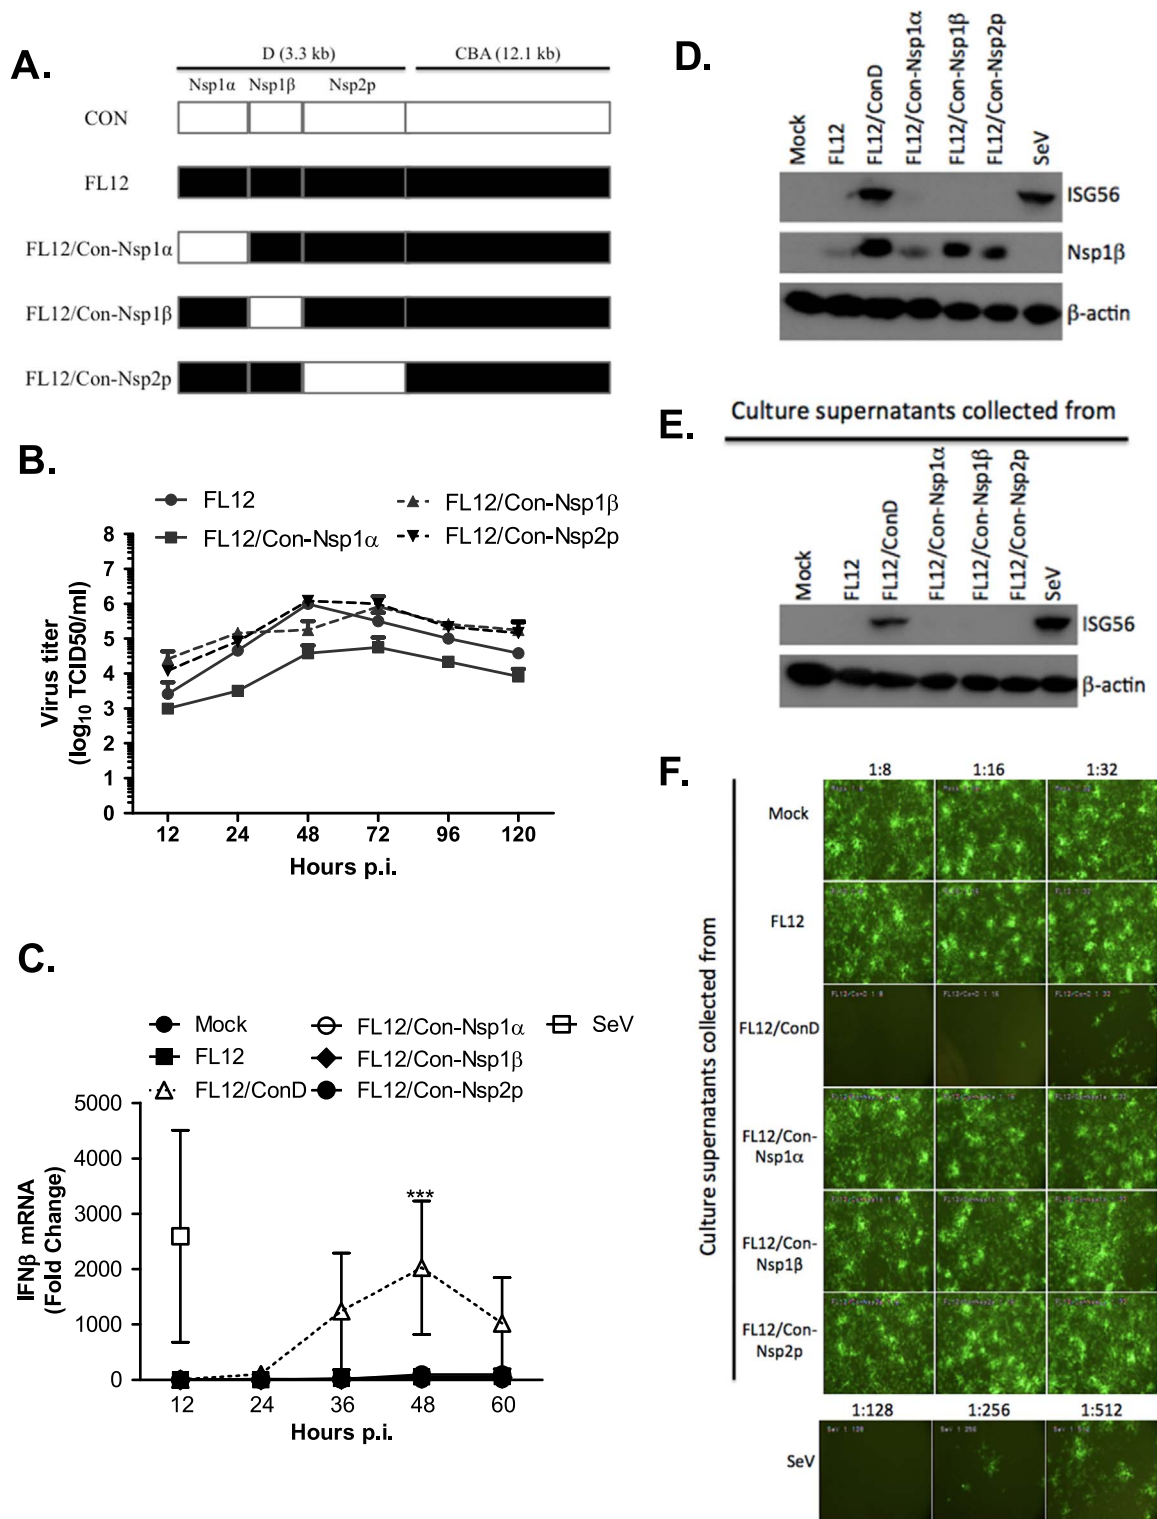 A.
D (3.3 kb)
CBA (12.1 kb)
Nsp1α
Nsp1β
Nsp2p
CON
FL12
FL12/Con-Nsp1α
FL12/Con-Nsp1β
FL12/Con-Nsp2p
B.
FL12
FL12/Con-Nsp1α
FL12/Con-Nsp1β
FL12/Con-Nsp2p
Virus titer
(log10 TCID50/ml)
8
7
6
5
4
3
2
1
0
12 24 48 72 96 120
Hours p.i.
C.
Mock
FL12
FL12/ConD
FL12/Con-Nsp1α
FL12/Con-Nsp1β
FL12/Con-Nsp2p
SeV
IFNβ mRNA
(Fold Change)
5000
4000
3000
2000
1000
0
***
12 24 36 48 60
Hours p.i.
D.
Mock
FL12
FL12/ConD
FL12/Con-Nsp1α
FL12/Con-Nsp1β
FL12/Con-Nsp2p
SeV
ISG56
Nsp1β
β-actin
E.
Culture supernatants collected from
Mock
FL12
FL12/ConD
FL12/Con-Nsp1α
FL12/Con-Nsp1β
FL12/Con-Nsp2p
SeV
ISG56
β-actin
F.
Culture supernatants collected from
1:8 1:16 1:32
Mock
FL12
FL12/ConD
FL12/Con-
Nsp1α
FL12/Con-
Nsp1β
FL12/Con-
Nsp2p
1:128 1:256 1:512
SeV